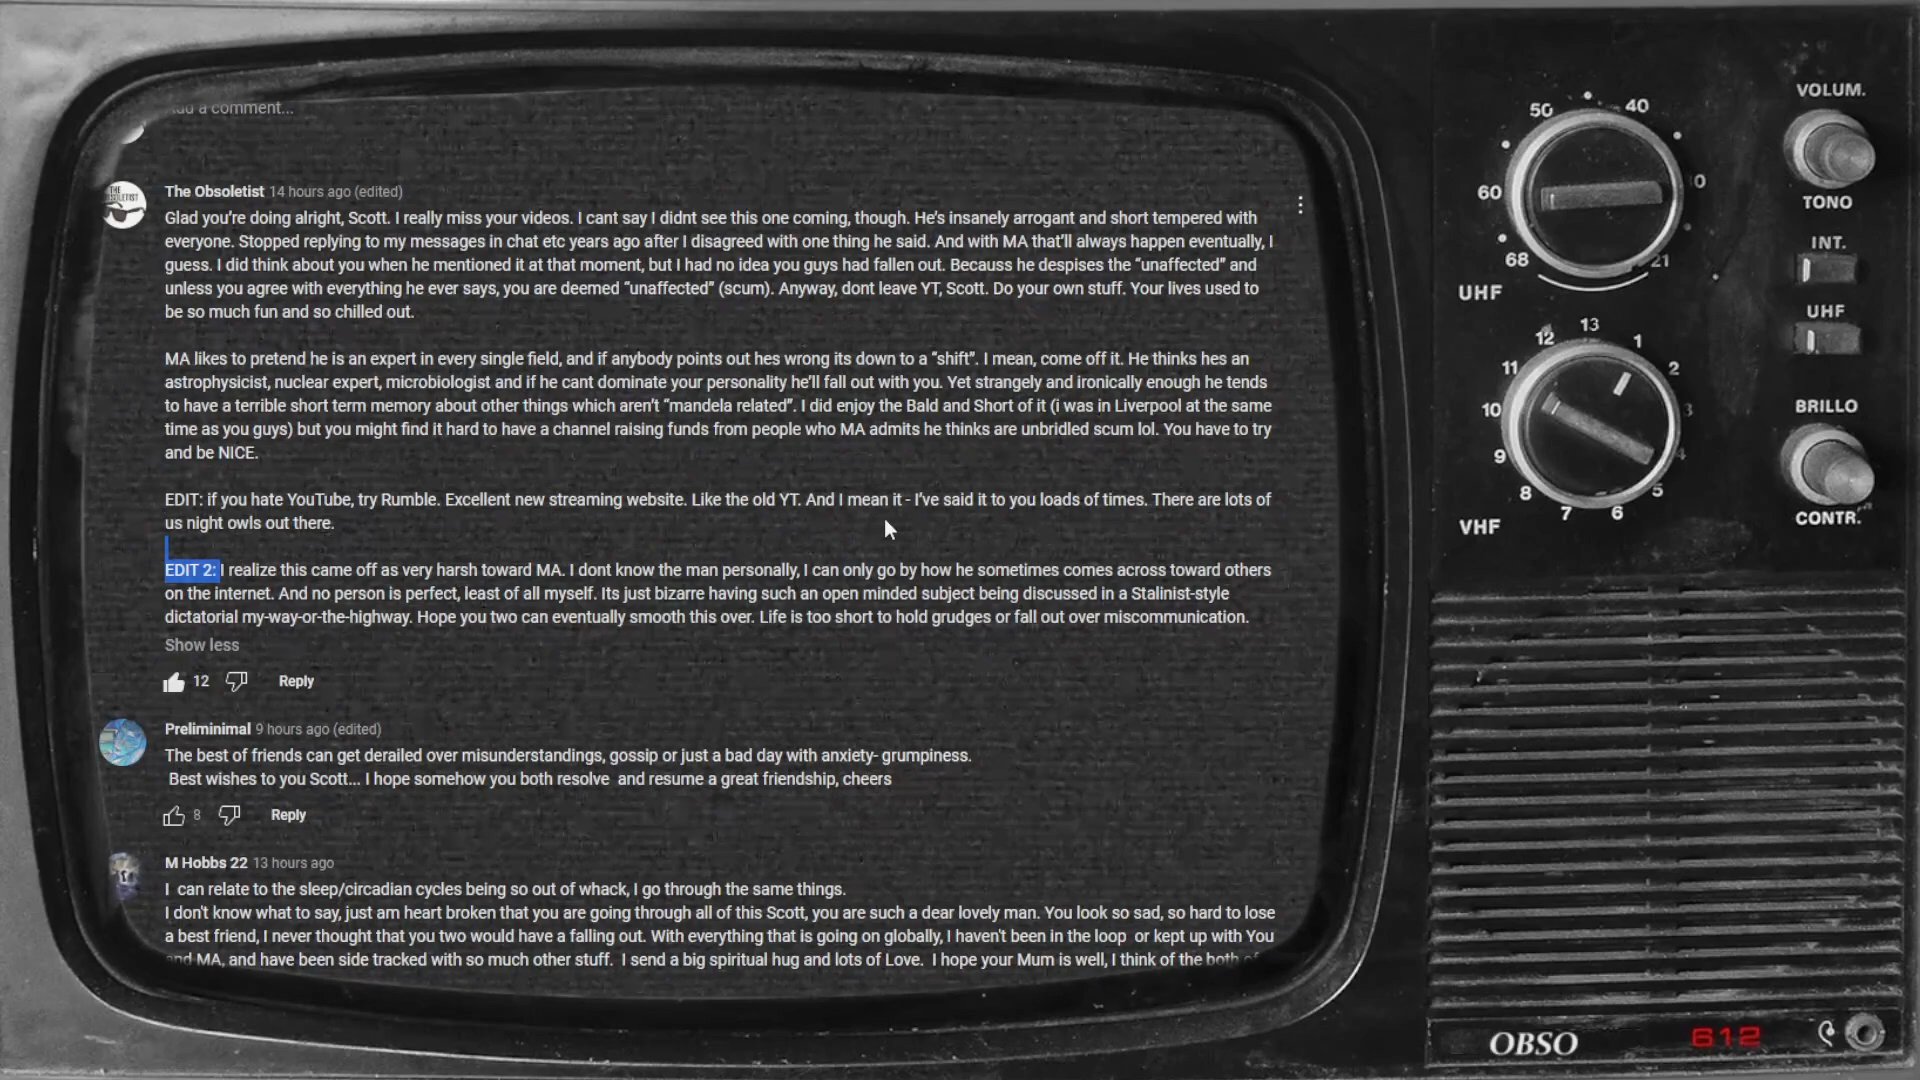 add a comment...
The Obsoletist 14 hours ago (edited)
Glad you're doing alright, Scott. I really miss your videos. I cant say I didnt see this one coming, though. He's insanely arrogant and short tempered with
everyone. Stopped replying to my messages in chat etc years ago after I disagreed with one thing he said. And with MA that'll always happen eventually, I
guess. I did think about you when he mentioned it at that moment, but I had no idea you guys had fallen out. Becauss he despises the “unaffected” and
unless you agree with everything he ever says, you are deemed “unaffected” (scum). Anyway, dont leave YT, Scott. Do your own stuff. Your lives used to
be so much fun and so chilled out.
MA likes to pretend he is an expert in every single field, and if anybody points out hes wrong its down to a “shift”. I mean, come off it. He thinks hes an
astrophysicist, nuclear expert, microbiologist and if he cant dominate your personality he'll fall out with you. Yet strangely and ironically enough he tends
to have a terrible short term memory about other things which aren't “mandela related”. I did enjoy the Bald and Short of it (i was in Liverpool at the same
time as you guys) but you might find it hard to have a channel raising funds from people who MA admits he thinks are unbridled scum lol. You have to try
and be NICE.
EDIT: if you hate YouTube, try Rumble. Excellent new streaming website. Like the old YT. And I mean it - I've said it to you loads of times. There are lots of
us night owls out there.
EDIT 2: I realize this came off as very harsh toward MA. I dont know the man personally, I can only go by how he sometimes comes across toward others
on the internet. And no person is perfect, least of all myself. Its just bizarre having such an open minded subject being discussed in a Stalinist-style
dictatorial my-way-or-the-highway. Hope you two can eventually smooth this over. Life is too short to hold grudges or fall out over miscommunication.
Show less
12 Reply
Preliminimal 9 hours ago (edited)
The best of friends can get derailed over misunderstandings, gossip or just a bad day with anxiety- grumpiness.
Best wishes to you Scott... I hope somehow you both resolve and resume a great friendship, cheers
8 Reply
M Hobbs 22 13 hours ago
I can relate to the sleep/circadian cycles being so out of whack, I go through the same things.
I don't know what to say, just am heart broken that you are going through all of this Scott, you are such a dear lovely man. You look so sad, so hard to lose
a best friend, I never thought that you two would have a falling out. With everything that is going on globally, I haven't been in the loop or kept up with You
and MA, and have been side tracked with so much other stuff. I send a big spiritual hug and lots of Love. I hope your Mum is well, I think of the both of
50 40
60
68 21
UHF
12 13 1
11 2
10 3
9 4
8 5
7 6
VHF
VOLUM.
TONO
INT.
UHF
BRILLO
CONTR.
OBSO 612